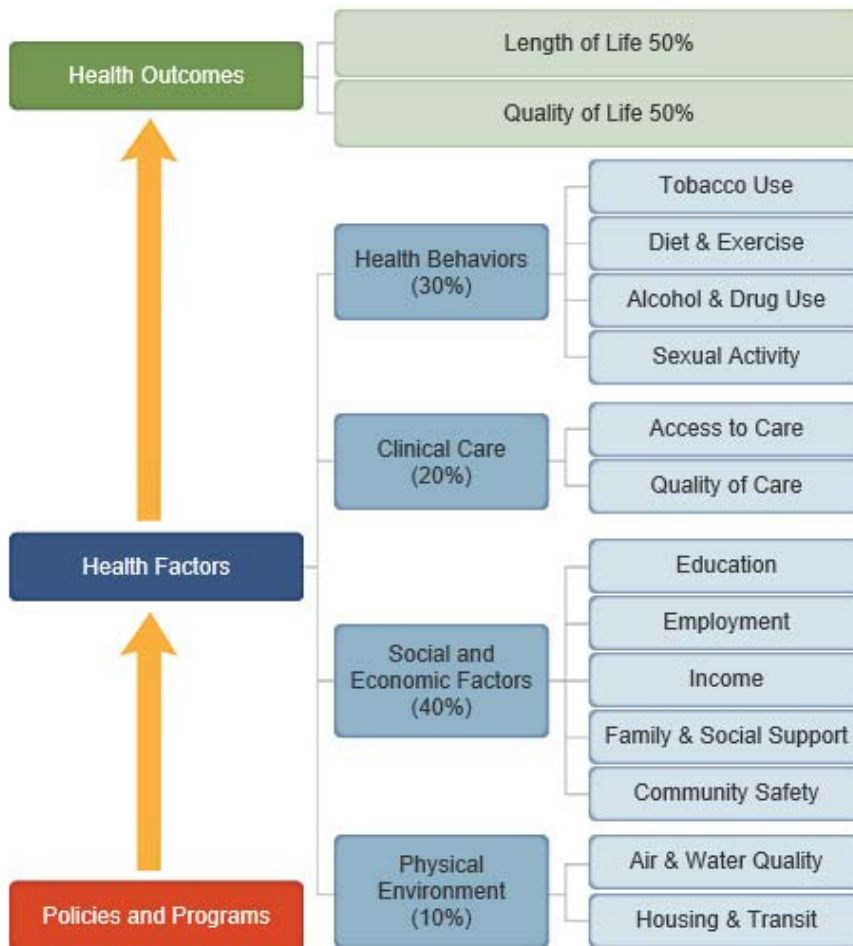 Health Outcomes
Length of Life 50%
Quality of Life 50%
Health Factors
Health Behaviors
(30%)
Tobacco Use
Diet & Exercise
Alcohol & Drug Use
Sexual Activity
Clinical Care
(20%)
Access to Care
Quality of Care
Social and
Economic Factors
(40%)
Education
Employment
Income
Family & Social Support
Community Safety
Physical
Environment
(10%)
Air & Water Quality
Housing & Transit
Policies and Programs